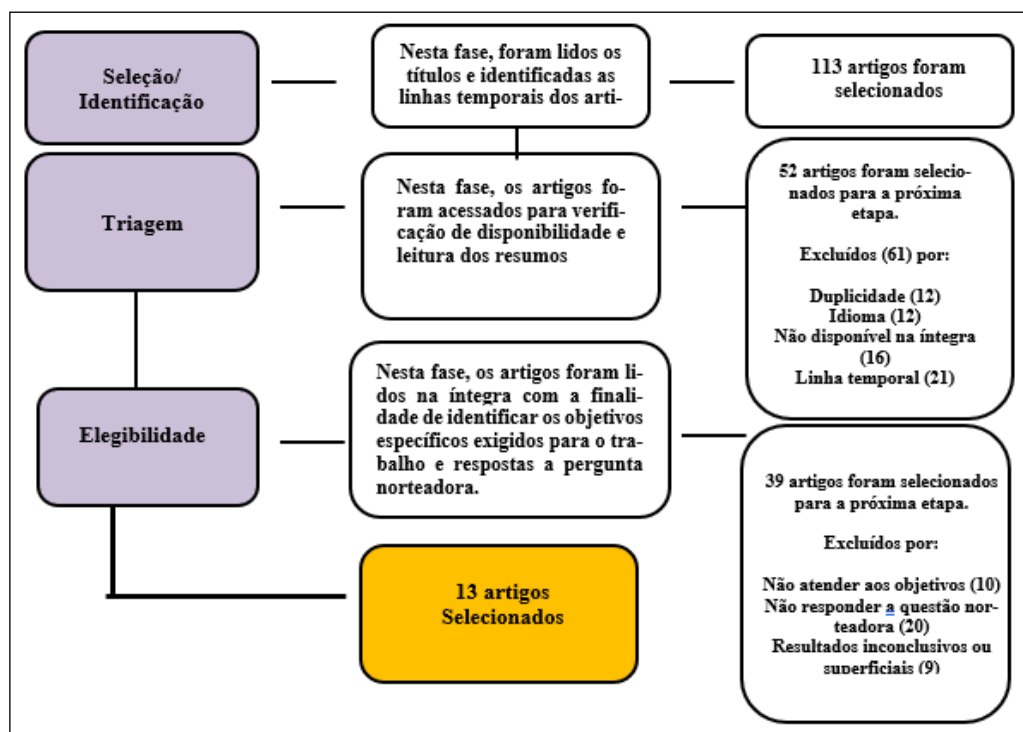 Seleção/
Identificação
Nesta fase, foram lidos os
títulos e identificadas as
linhas temporais dos arti-
113 artigos foram
selecionados
Triagem
Nesta fase, os artigos fo-
ram acessados para verifi-
cação de disponibilidade e
leitura dos resumos
52 artigos foram selecio-
nados para a próxima
etapa.
Excluídos (61) por:
Duplicidade (12)
Idioma (12)
Não disponível na íntegra
(16)
Linha temporal (21)
Elegibilidade
Nesta fase, os artigos foram li
dos na íntegra com a finali-
dade de identificar os objetivos
específicos exigidos para o tra-
balho e respostas a pergunta
norteadora.
39 artigos foram selecionados
para a próxima etapa.
Excluídos por:
Não atender aos objetivos (10)
Não responder a questão nor-
teadora (20)
Resultados inconclusivos ou
superficiais (9)
13 artigos
Selecionados